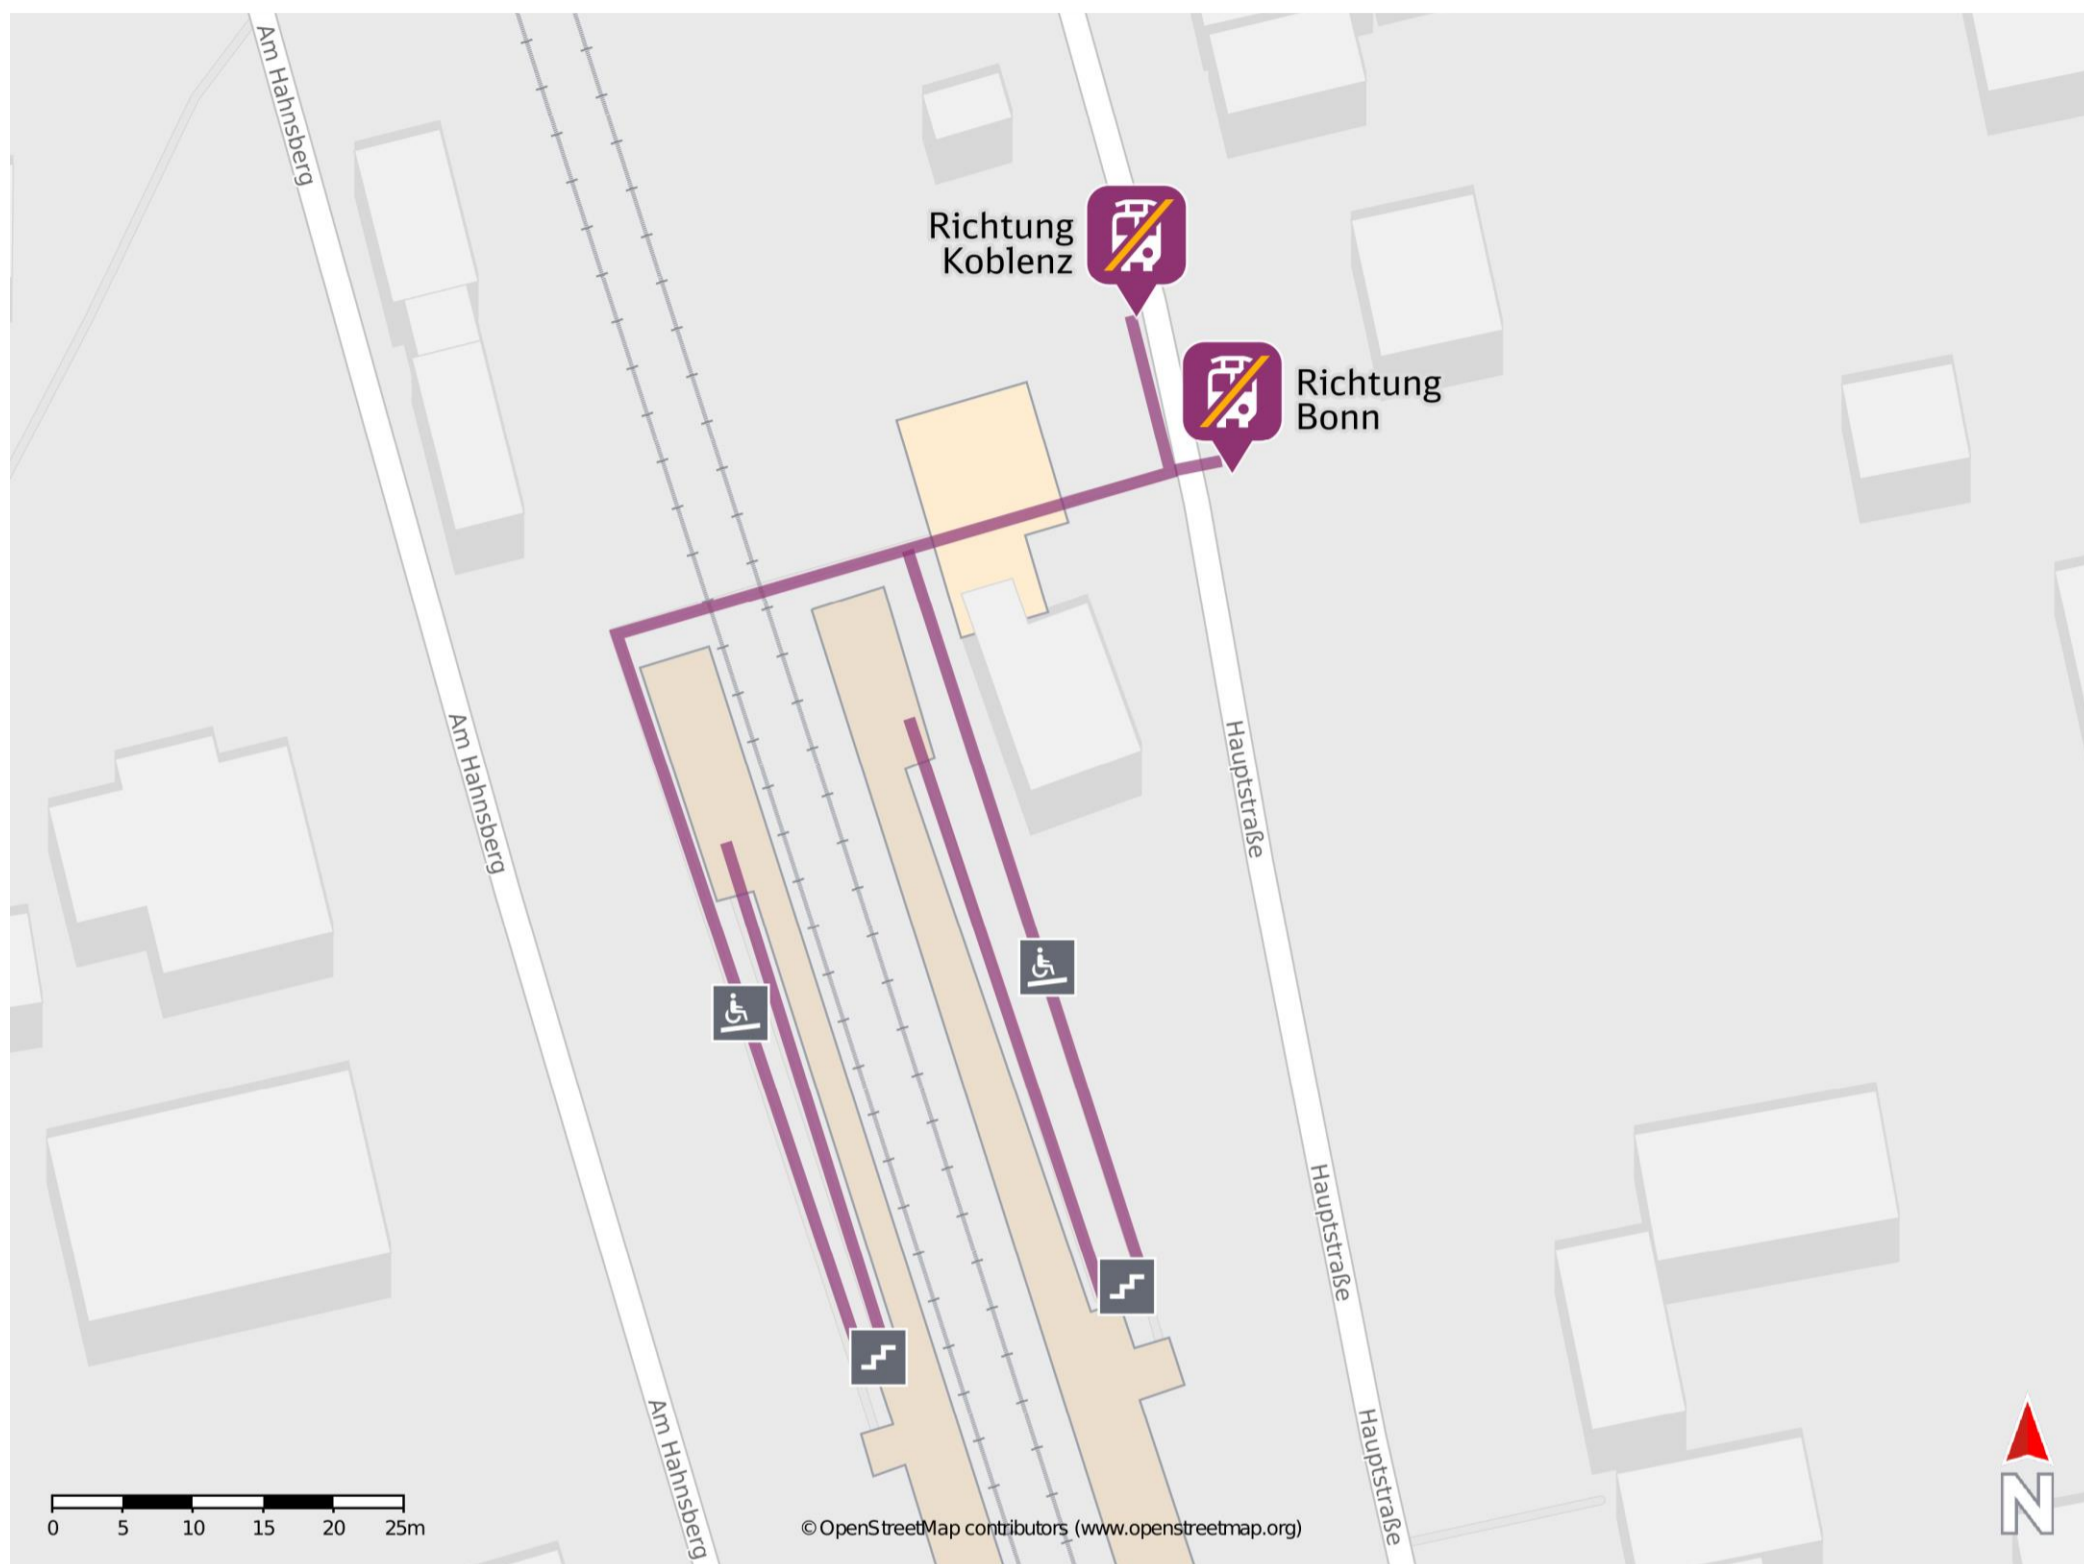 Am Hahnsberg
Richtung
Koblenz
Richtung
Bonn
Am Hahnsberg
Hauptstraße
Hauptstraße
Am Hahnsberg
Hauptstraße
0 5 10 15 20 25m
© OpenStreetMap contributors (www.openstreetmap.org)
N